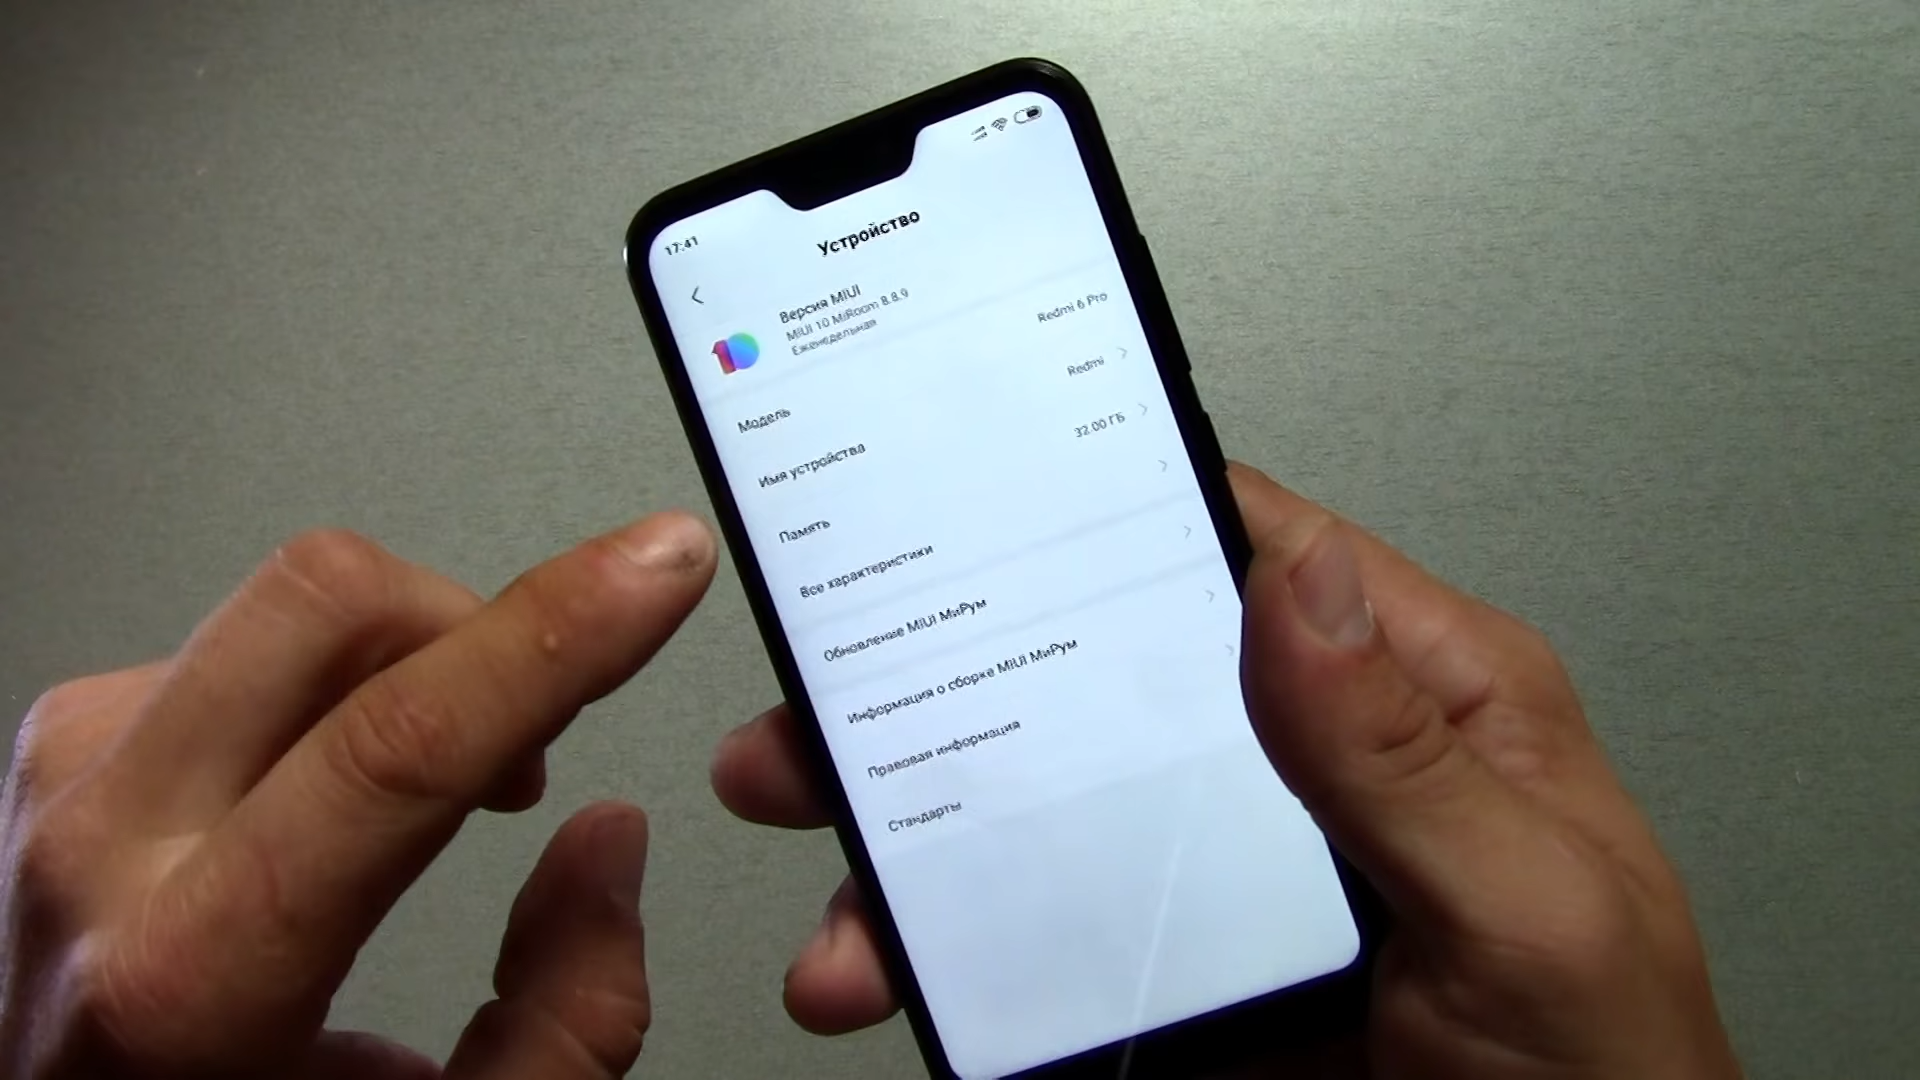 17:41
Устройство
Версия MIUI
MIUI 10 MiRoom 8.8.9
Еженедельная
Модель
Redmi 6 Pro
Имя устройства
Redmi
Память
32.00 ГБ
Все характеристики
Обновление MIUI МиРум
Информация о сборке MIUI МиРум
Правовая информация
Стандарты